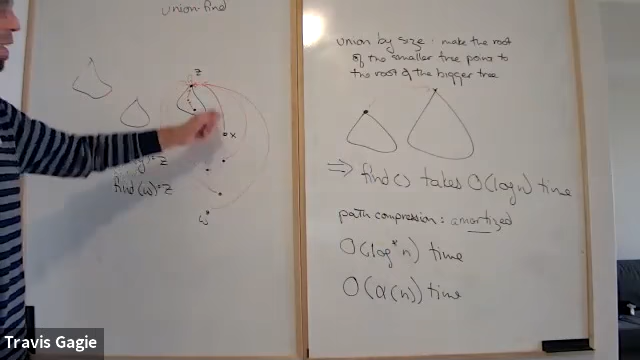 union-find
z
x
find(w)=z
w
union by size: make the root
of the smaller tree point to
the root of the bigger tree
⇒ find() takes O(log n) time
path compression: amortized
O(log* n) time
O(α(n)) time
Travis Gagie